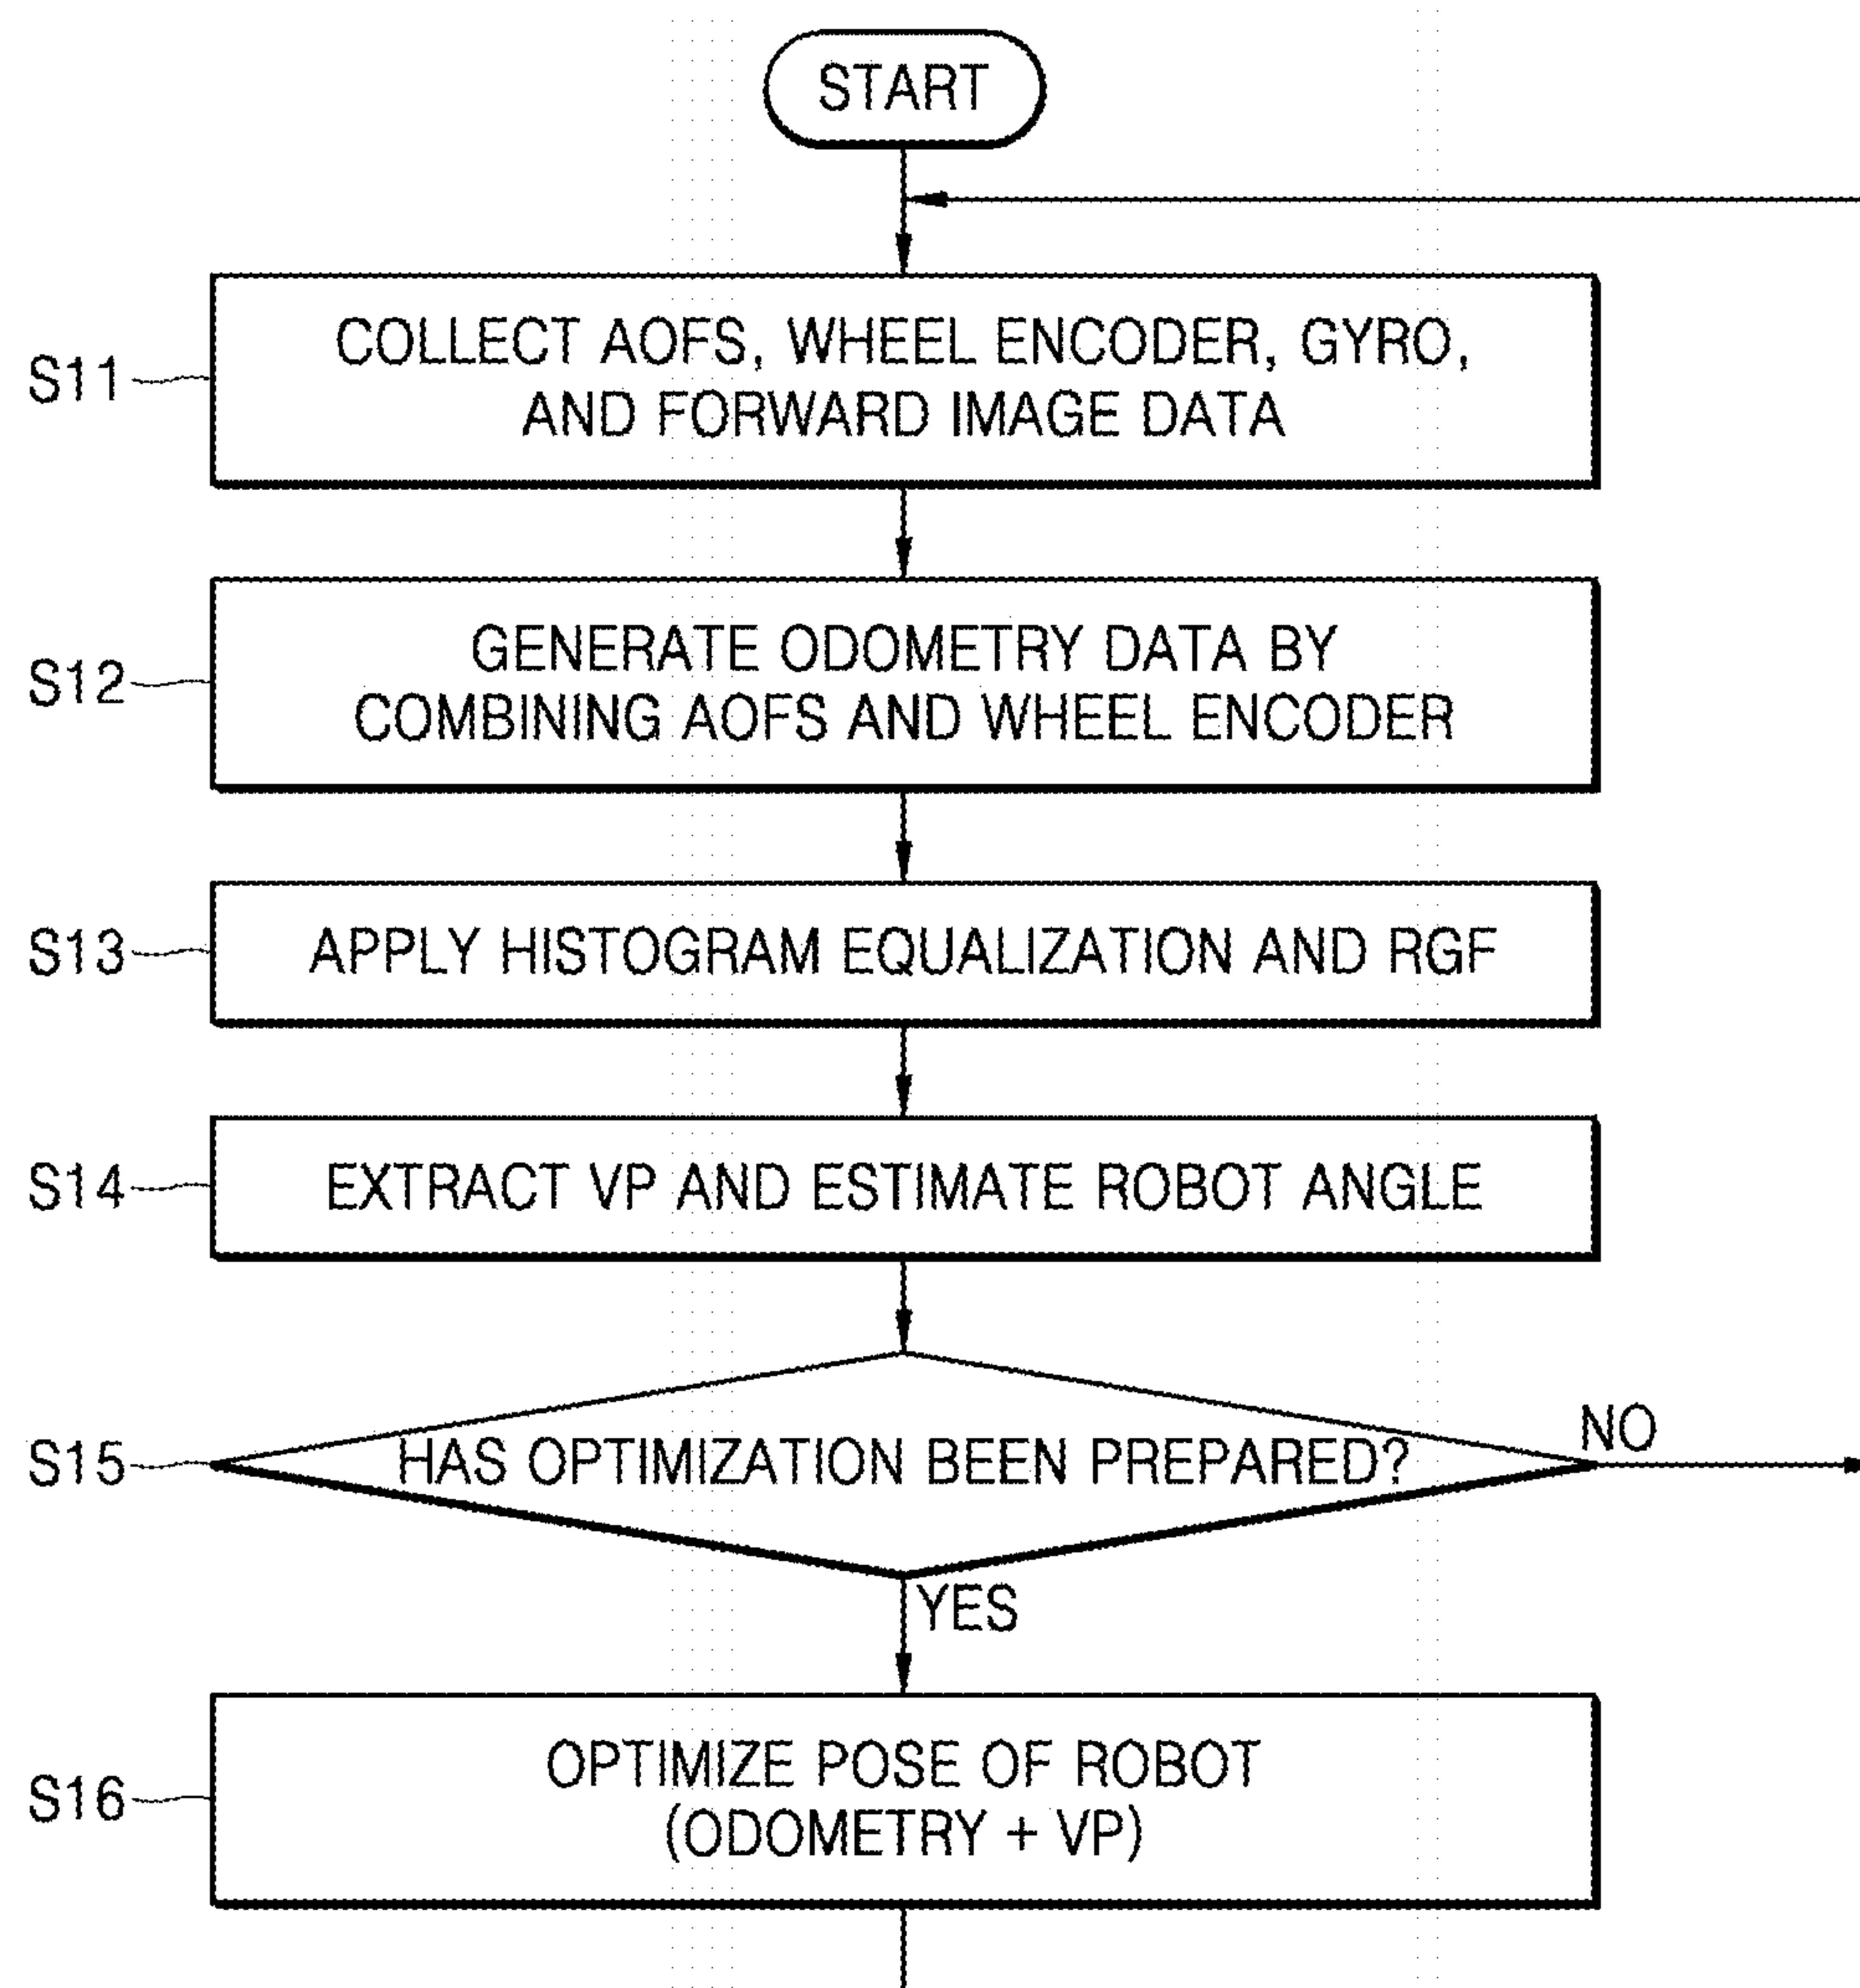 START
S11
COLLECT AOFS, WHEEL ENCODER, GYRO,
AND FORWARD IMAGE DATA
S12
GENERATE ODOMETRY DATA BY
COMBINING AOFS AND WHEEL ENCODER
S13
APPLY HISTOGRAM EQUALIZATION AND RGF
S14
EXTRACT VP AND ESTIMATE ROBOT ANGLE
S15
HAS OPTIMIZATION BEEN PREPARED?
NO
YES
S16
OPTIMIZE POSE OF ROBOT
(ODOMETRY + VP)